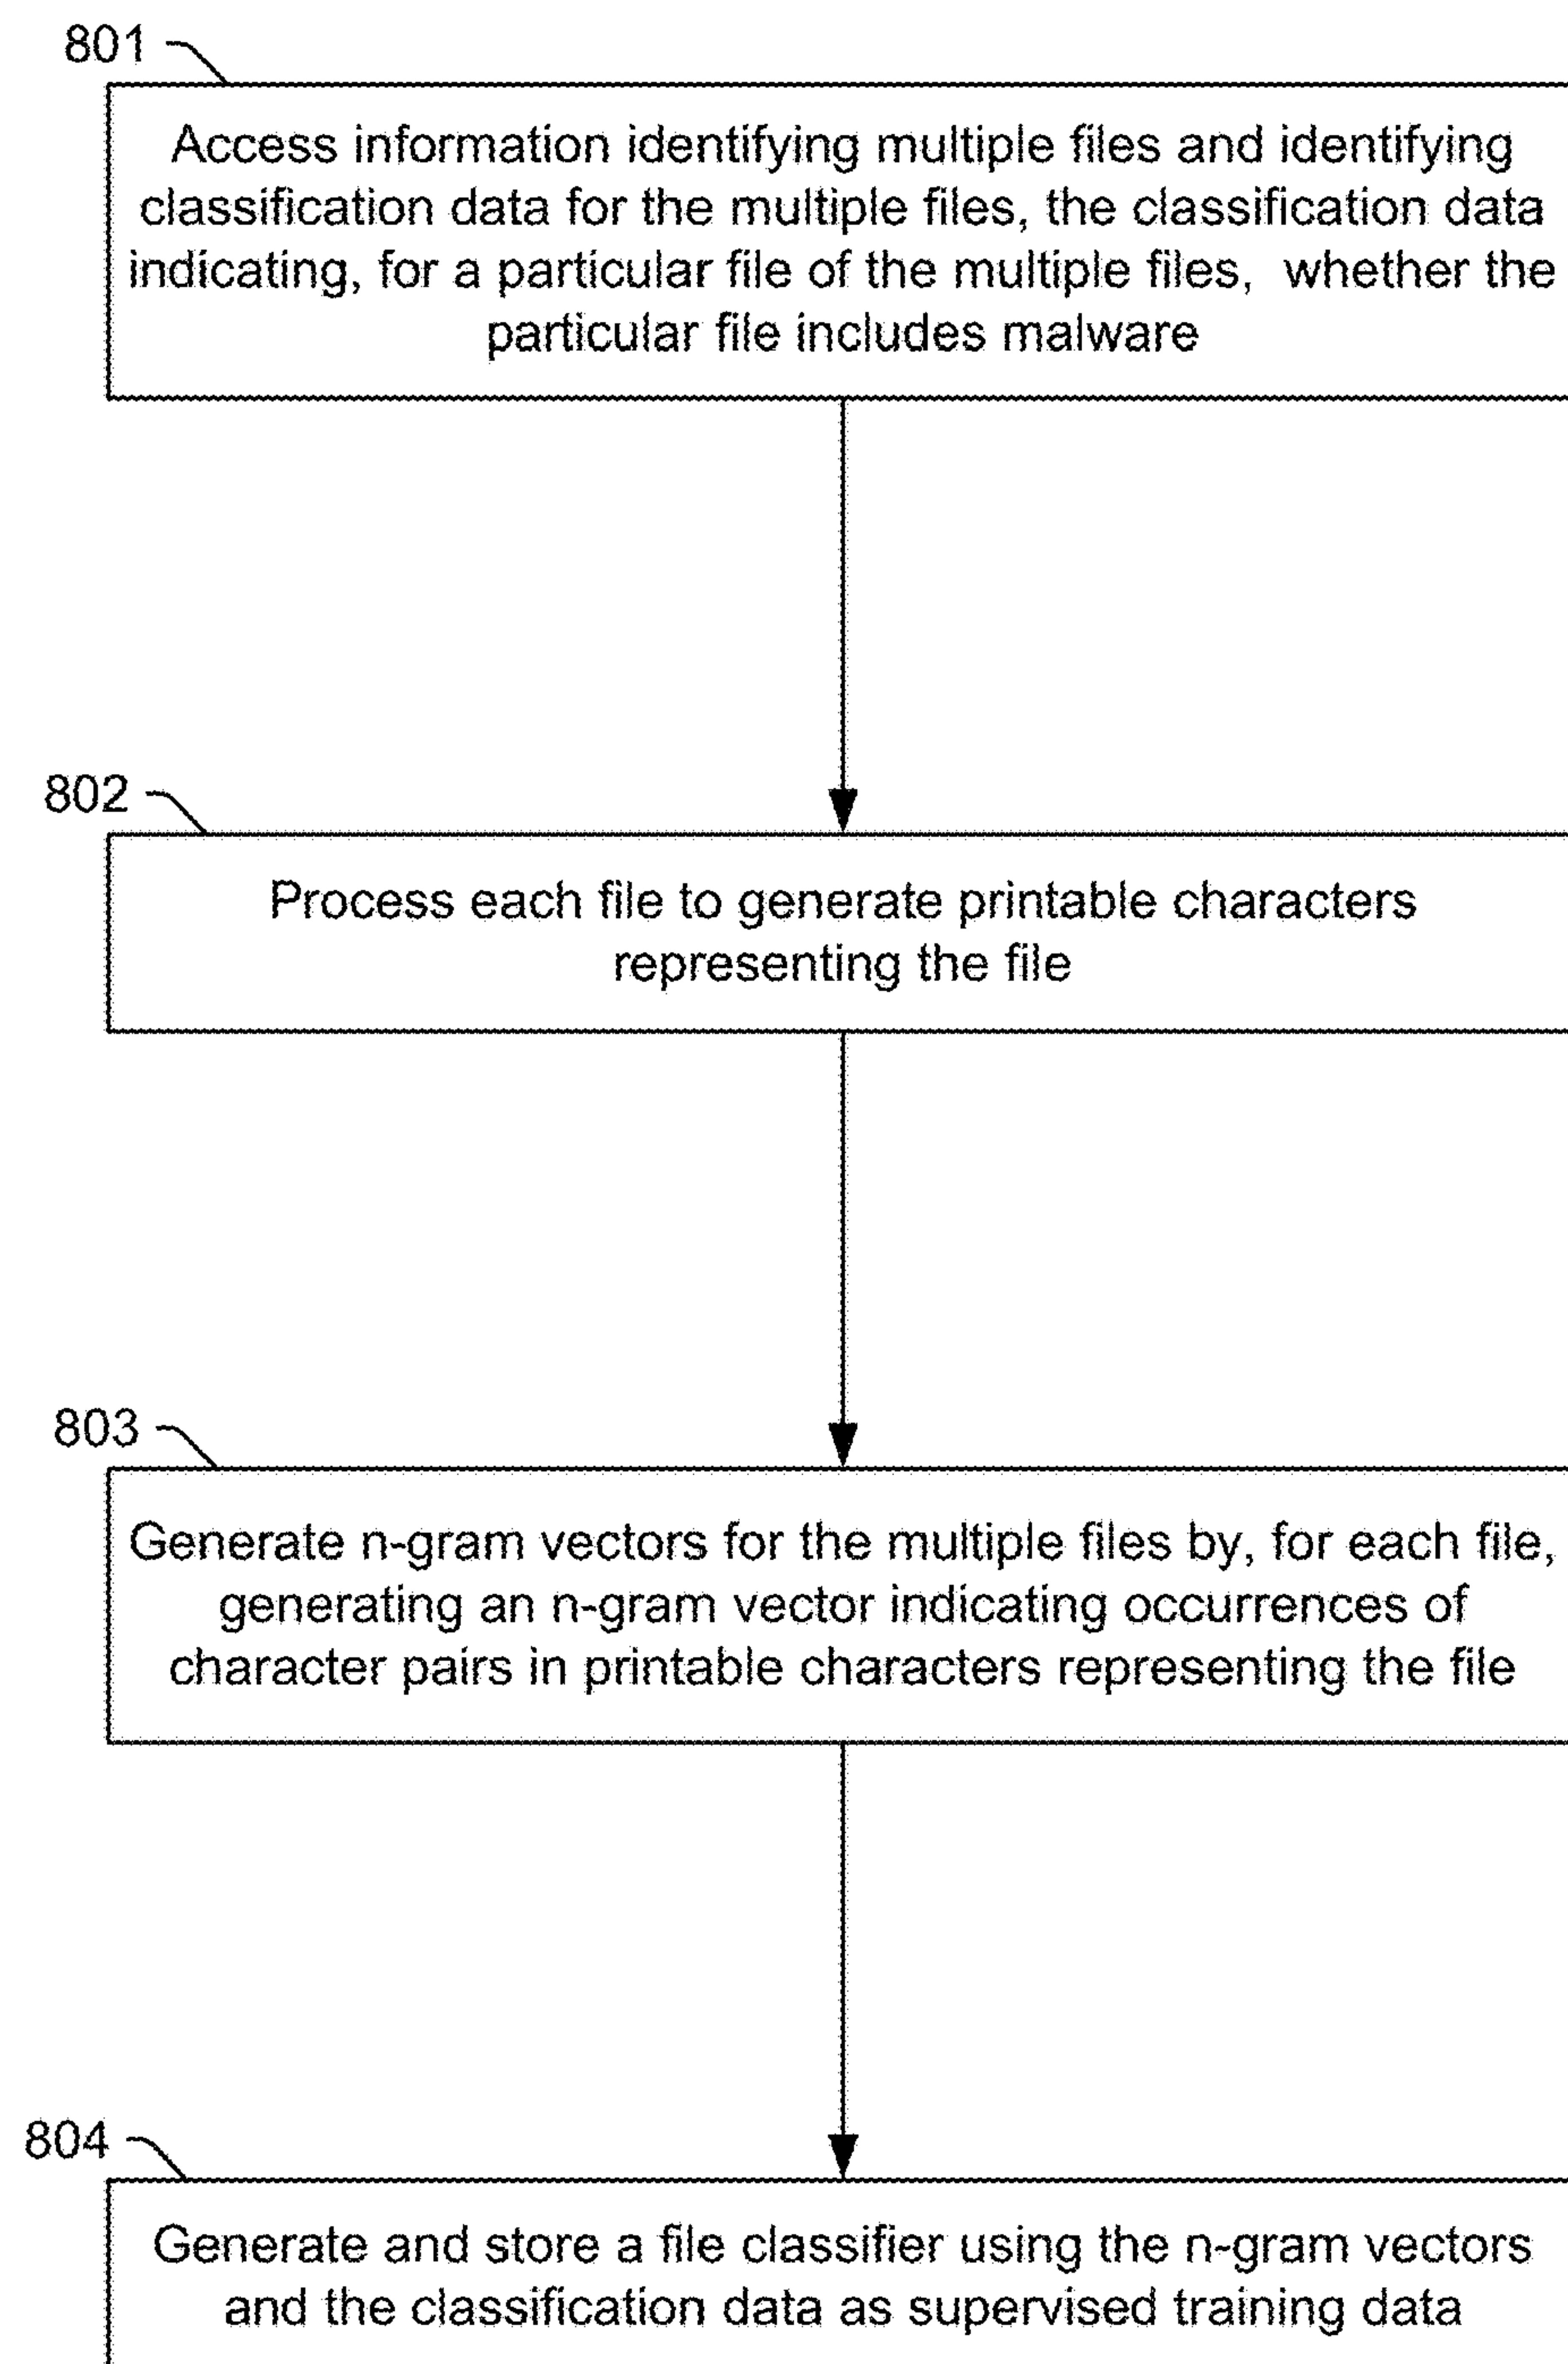 801
Access information identifying multiple files and identifying
classification data for the multiple files, the classification data
indicating, for a particular file of the multiple files, whether the
particular file includes malware
802
Process each file to generate printable characters
representing the file
803
Generate n-gram vectors for the multiple files by, for each file,
generating an n-gram vector indicating occurrences of
character pairs in printable characters representing the file
804
Generate and store a file classifier using the n-gram vectors
and the classification data as supervised training data